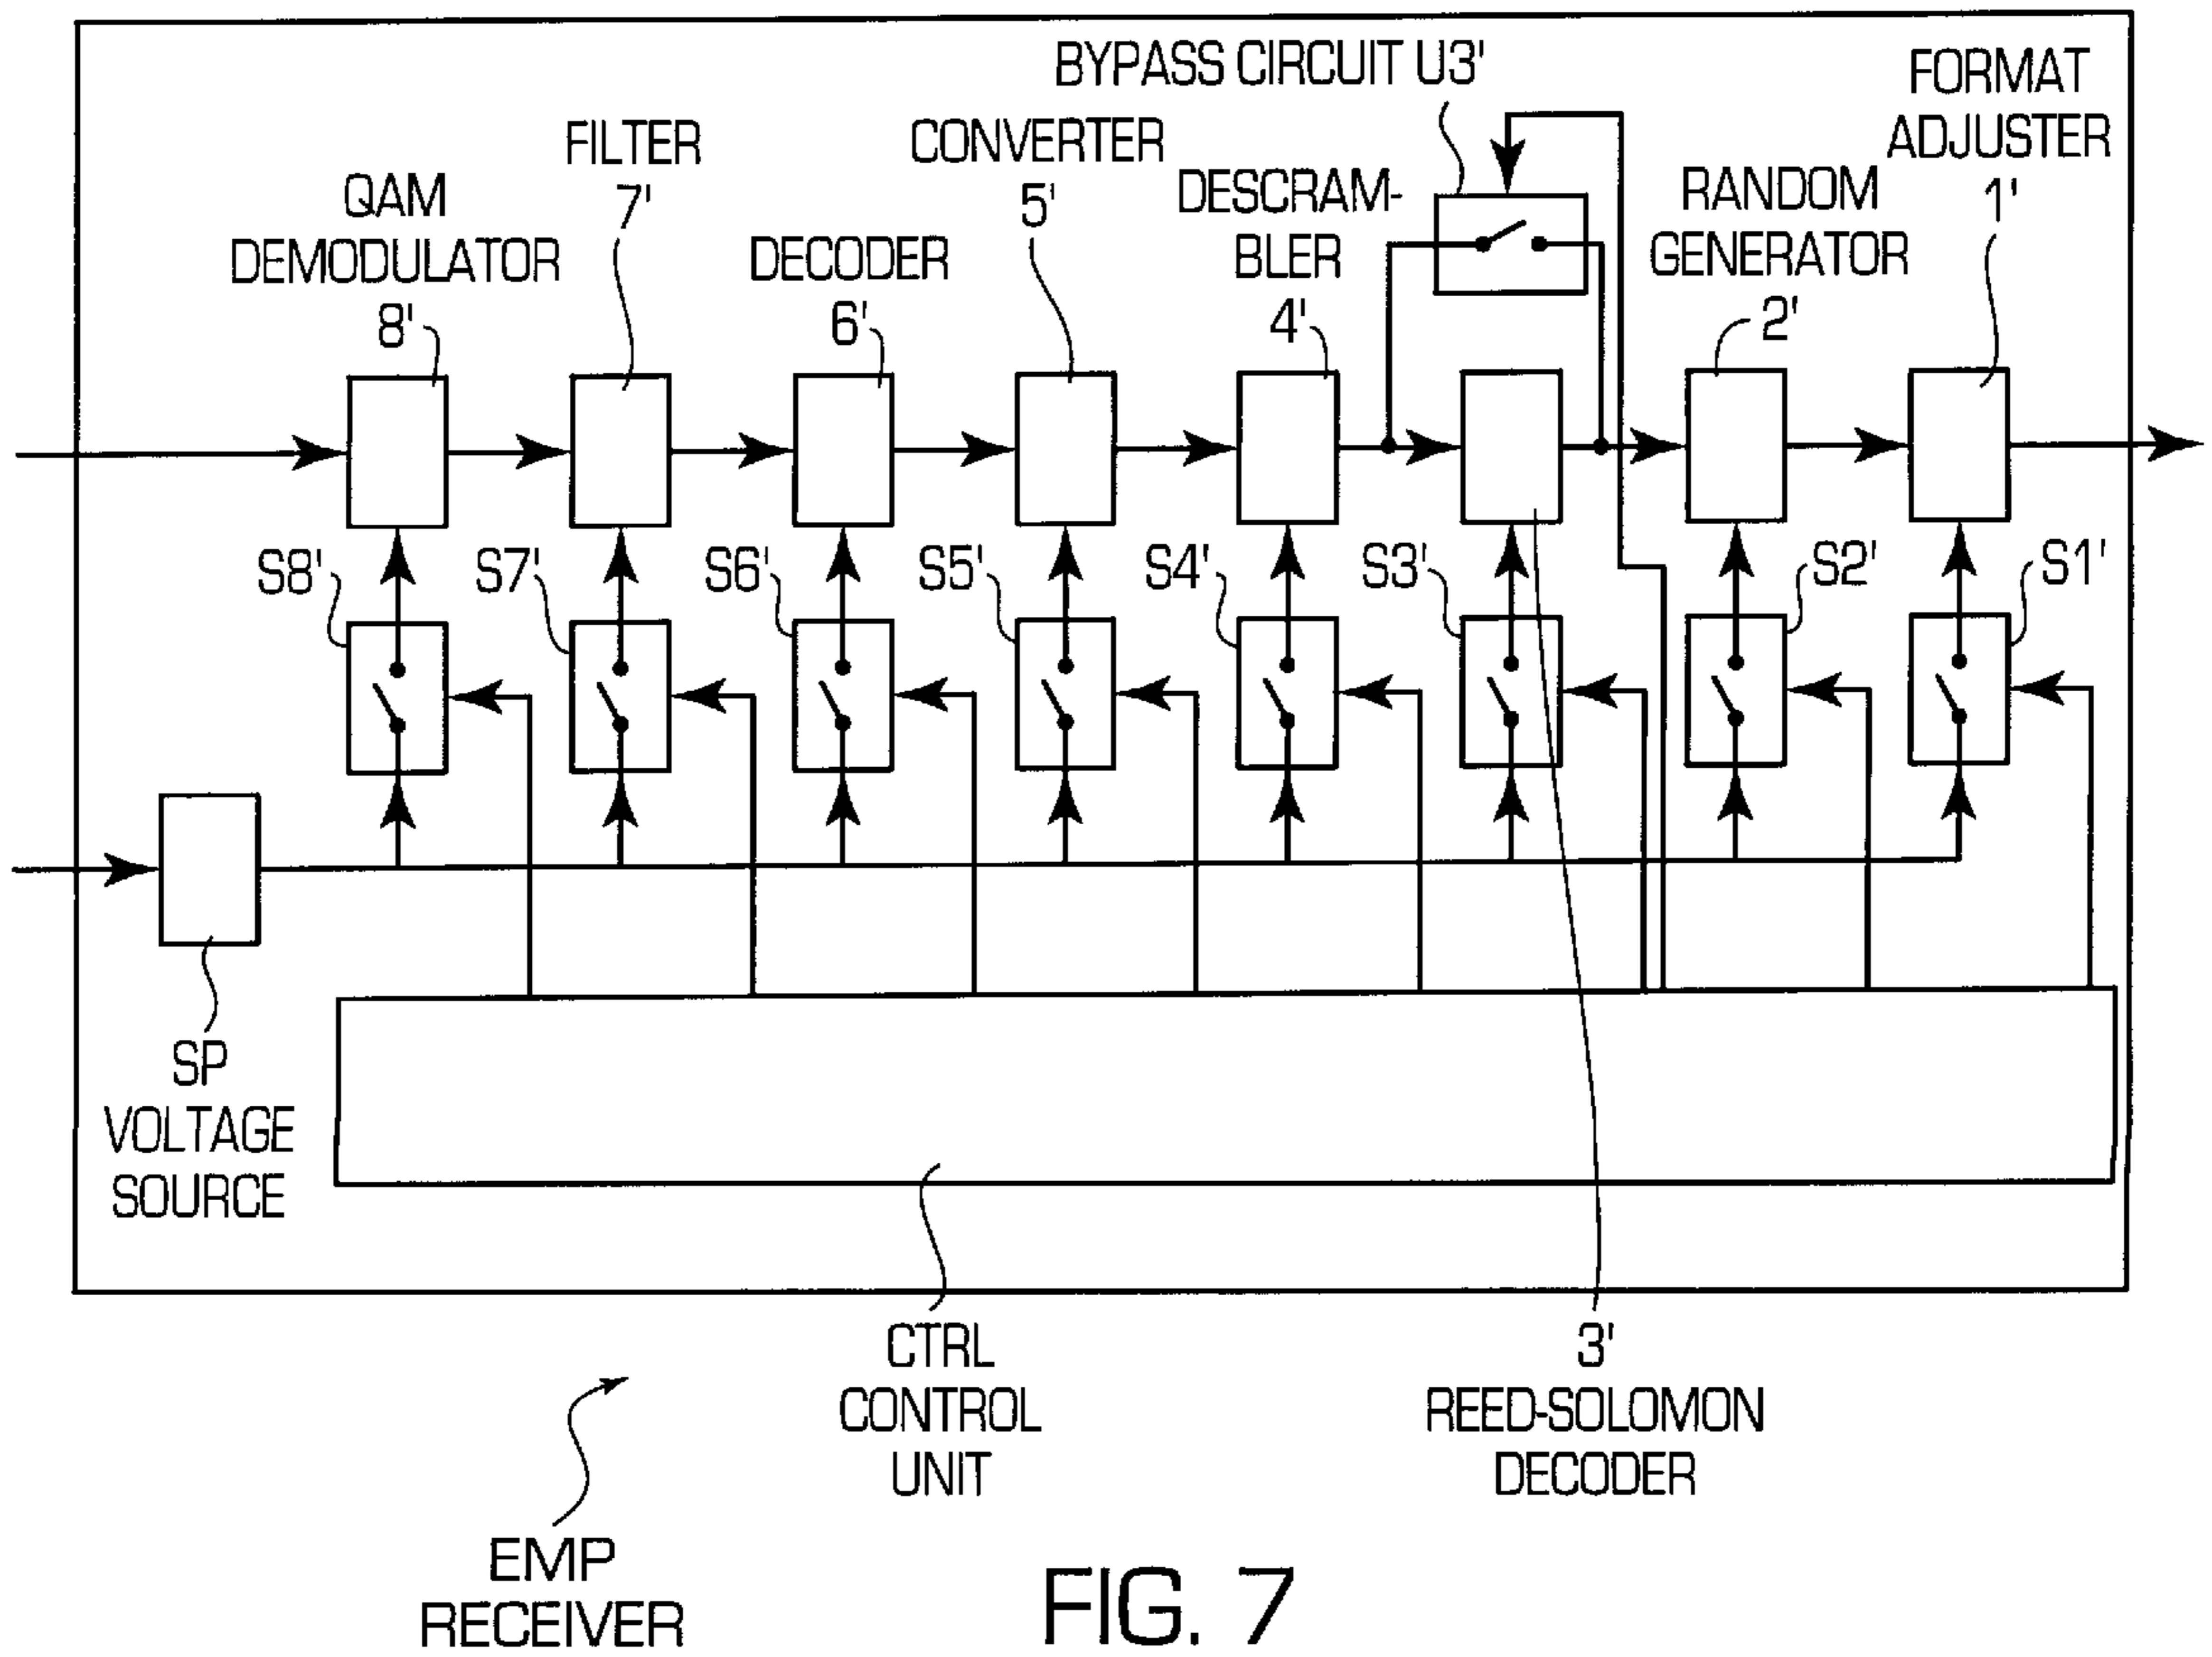 BYPASS CIRCUIT U3'
FORMAT
ADJUSTER
1'
FILTER
7'
CONVERTER
5'
QAM
DEMODULATOR
8'
DECODER
6'
DESCRAM-
BLER
4'
RANDOM
GENERATOR
2'
S8'
S7'
S6'
S5'
S4'
S3'
S2'
S1'
SP
VOLTAGE
SOURCE
CTRL
CONTROL
UNIT
3'
REED-SOLOMON
DECODER
EMP
RECEIVER
FIG. 7